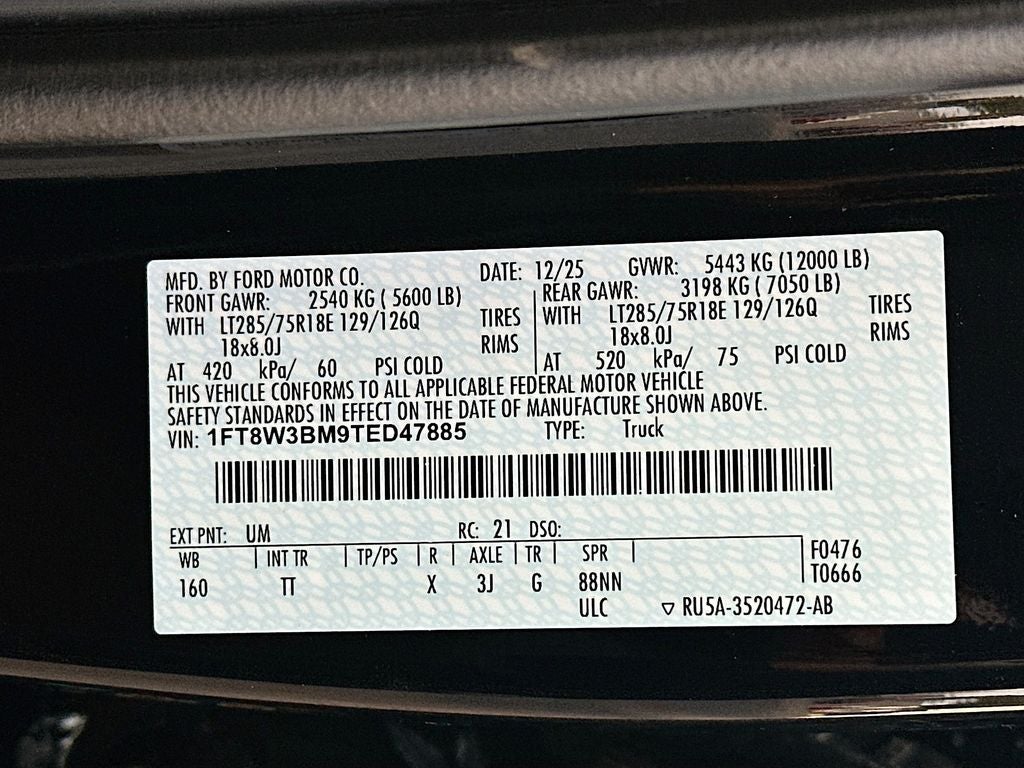 MFD. BY FORD MOTOR CO. DATE: 12/25 GVWR: 5443 KG (12000 LB)
FRONT GAWR: 2540 KG ( 5600 LB) REAR GAWR: 3198 KG ( 7050 LB)
WITH LT285/75R18E 129/126Q TIRES WITH LT285/75R18E 129/126Q TIRES
18x8.0J RIMS 18x8.0J RIMS
AT 420 kPa/ 60 PSI COLD AT 520 kPa/ 75 PSI COLD
THIS VEHICLE CONFORMS TO ALL APPLICABLE FEDERAL MOTOR VEHICLE
SAFETY STANDARDS IN EFFECT ON THE DATE OF MANUFACTURE SHOWN ABOVE.
VIN: 1FT8W3BM9TED47885 TYPE: Truck
EXT PNT: UM RC: 21 DSO:
WB INT TR TP/PS R AXLE TR SPR F0476
160 TT X 3J G 88NN T0666
ULC ▽ RU5A-3520472-AB